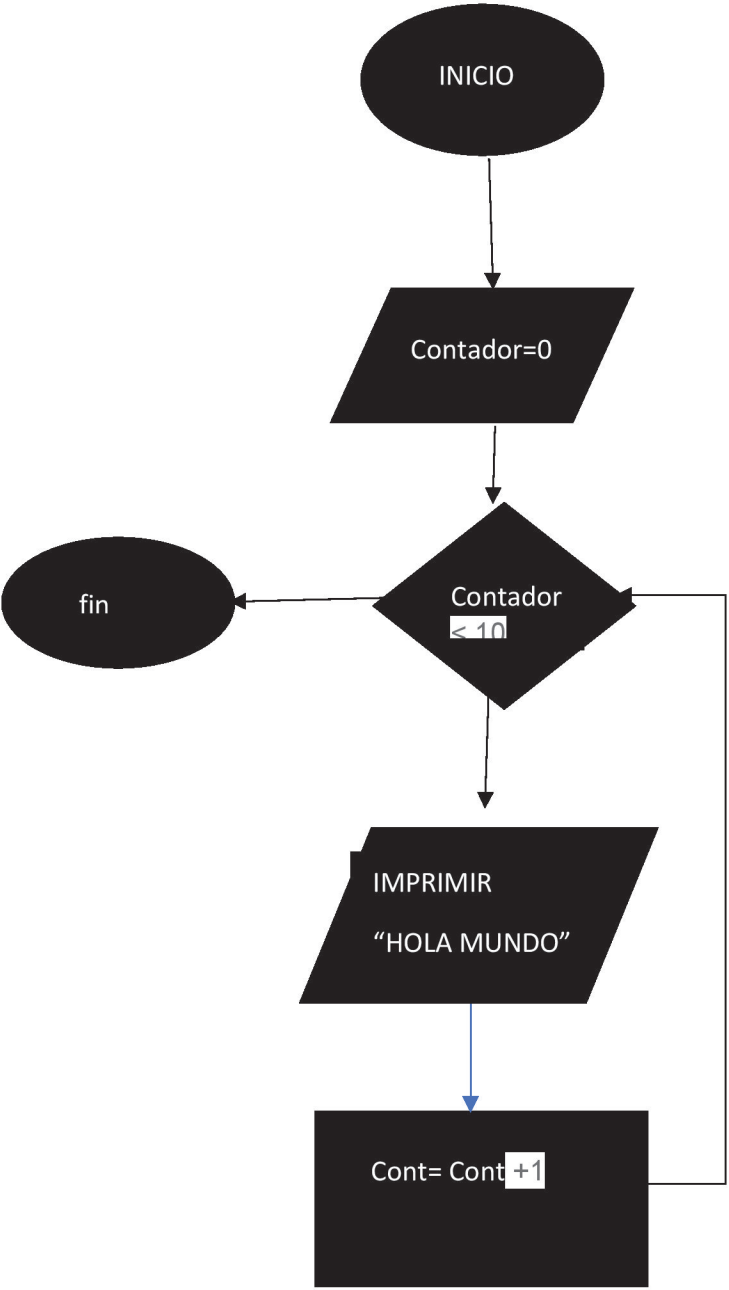 INICIO
Contador=0
Contador
< 10
fin
IMPRIMIR
“HOLA MUNDO”
Cont= Cont +1